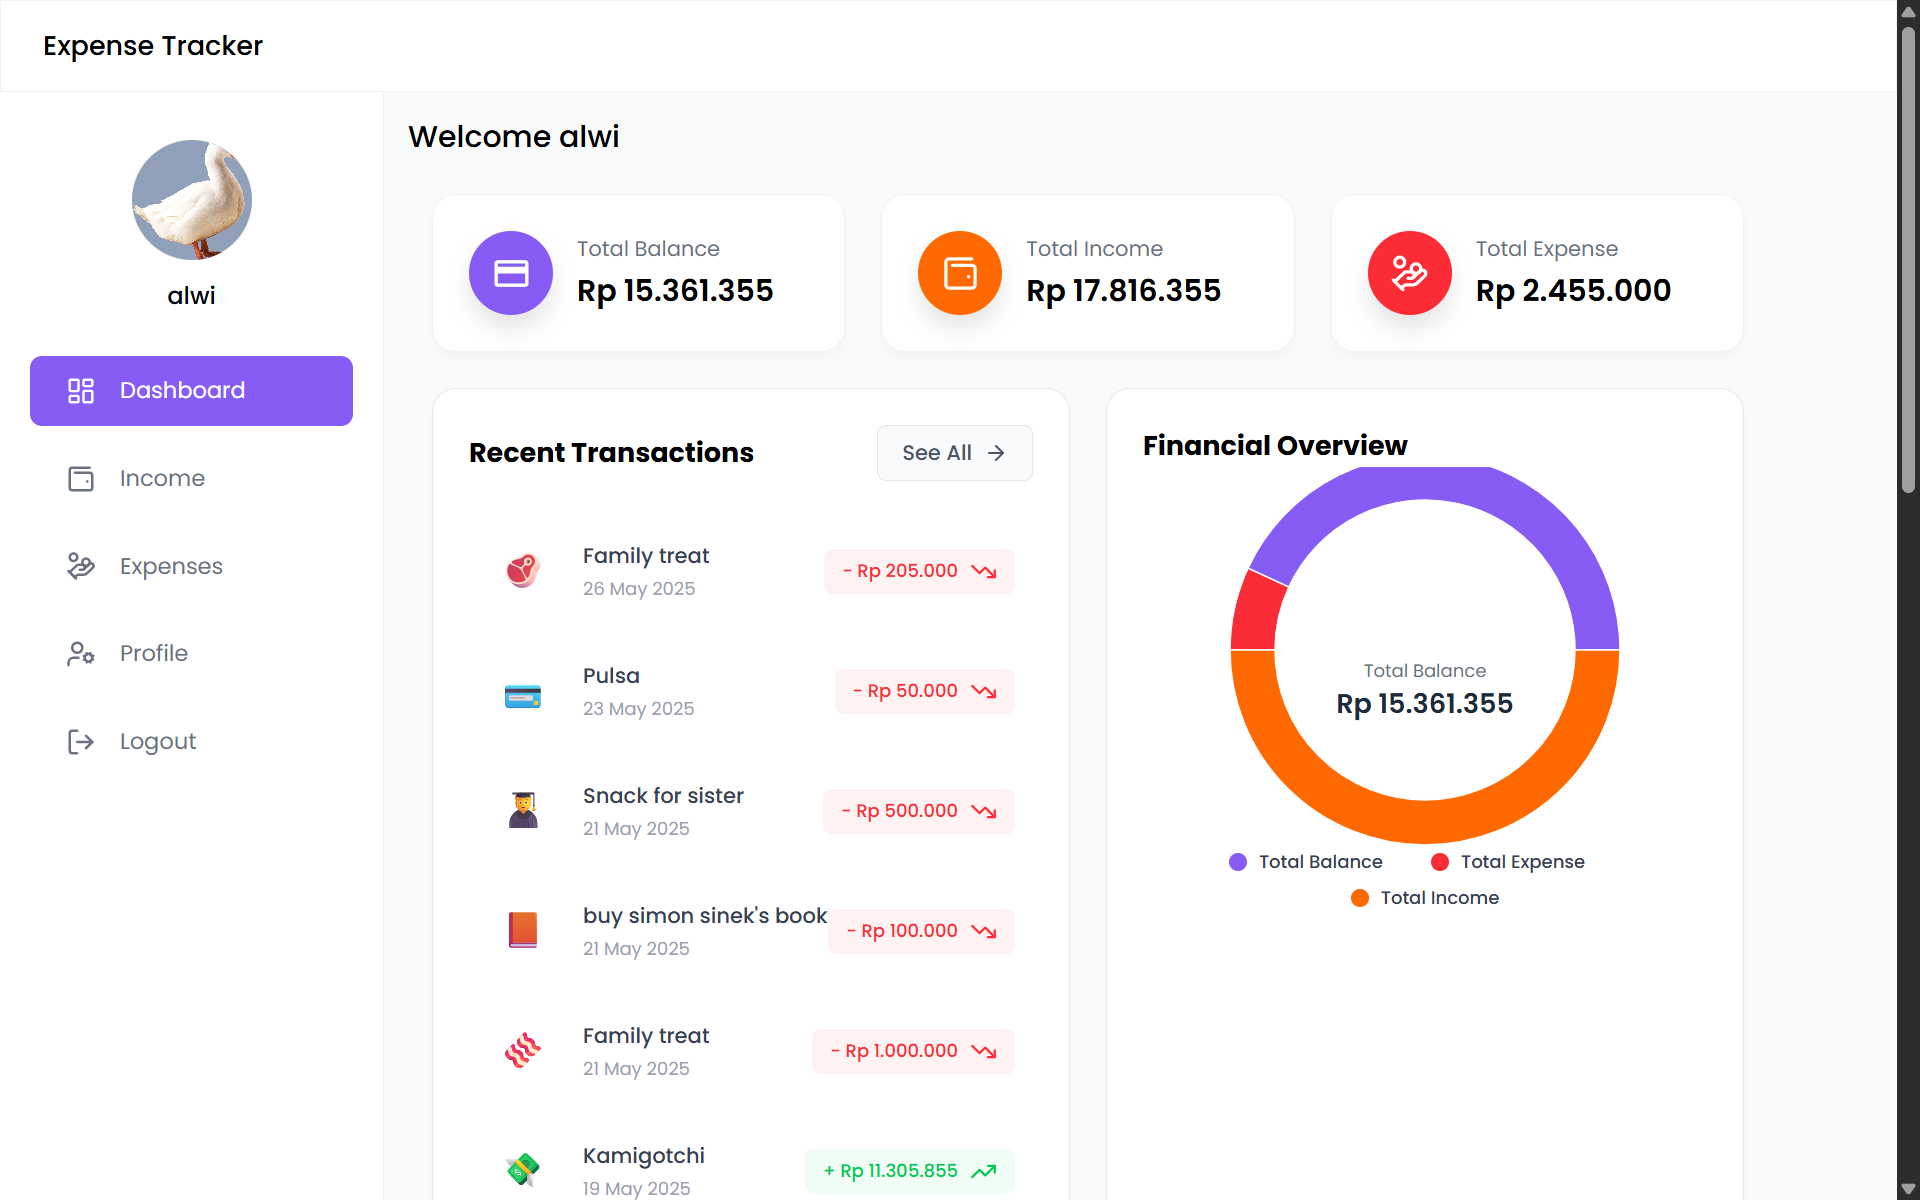 Expense Tracker
alwi
Dashboard
Income
Expenses
Profile
Logout
Welcome alwi
Total Balance
Rp 15.361.355
Total Income
Rp 17.816.355
Total Expense
Rp 2.455.000
Recent Transactions
See All
Family treat
26 May 2025
- Rp 205.000
Pulsa
23 May 2025
- Rp 50.000
Snack for sister
21 May 2025
- Rp 500.000
buy simon sinek's book
21 May 2025
- Rp 100.000
Family treat
21 May 2025
- Rp 1.000.000
Kamigotchi
19 May 2025
+ Rp 11.305.855
Financial Overview
Total Balance
Rp 15.361.355
Total Balance
Total Expense
Total Income